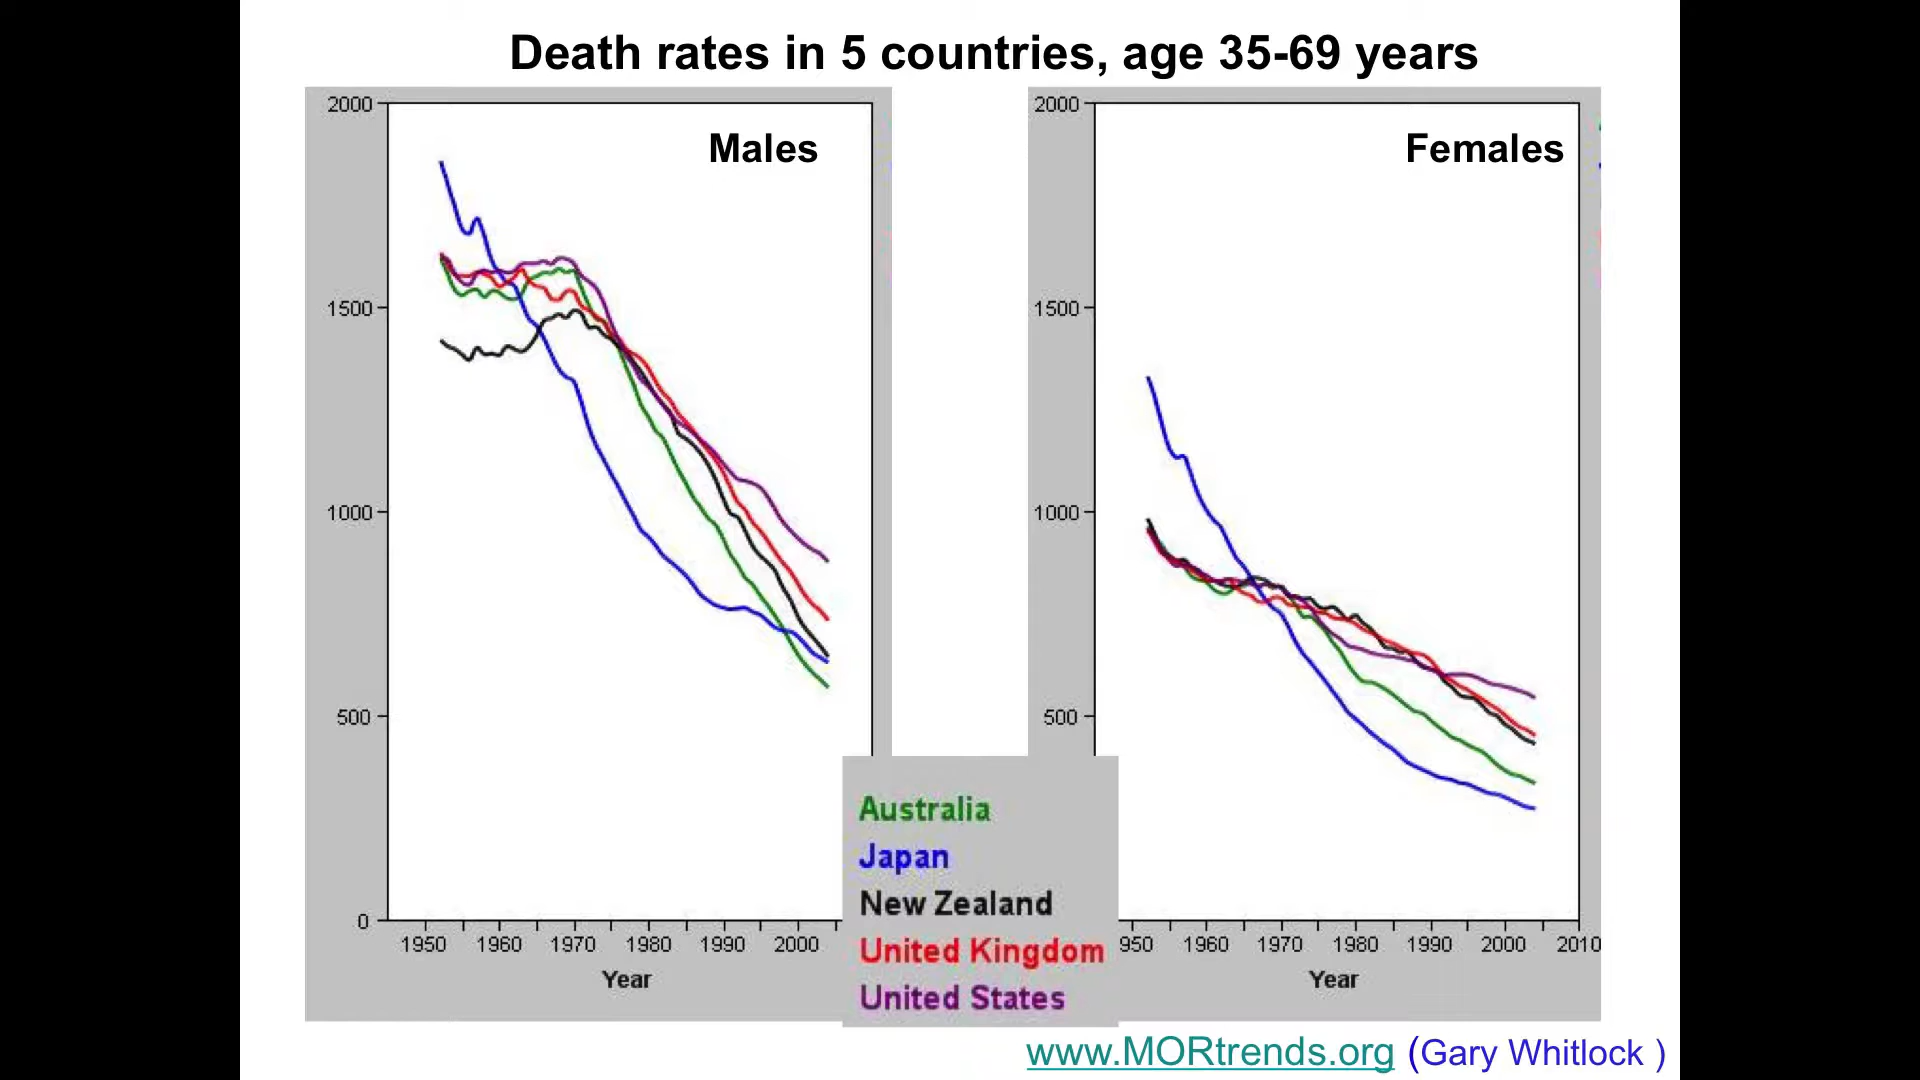 Death rates in 5 countries, age 35-69 years
Males
2000
1500
1000
500
0
1950 1960 1970 1980 1990 2000
Year
Females
2000
1500
1000
500
950 1960 1970 1980 1990 2000 2010
Year
Australia
Japan
New Zealand
United Kingdom
United States
www.MORtrends.org (Gary Whitlock )